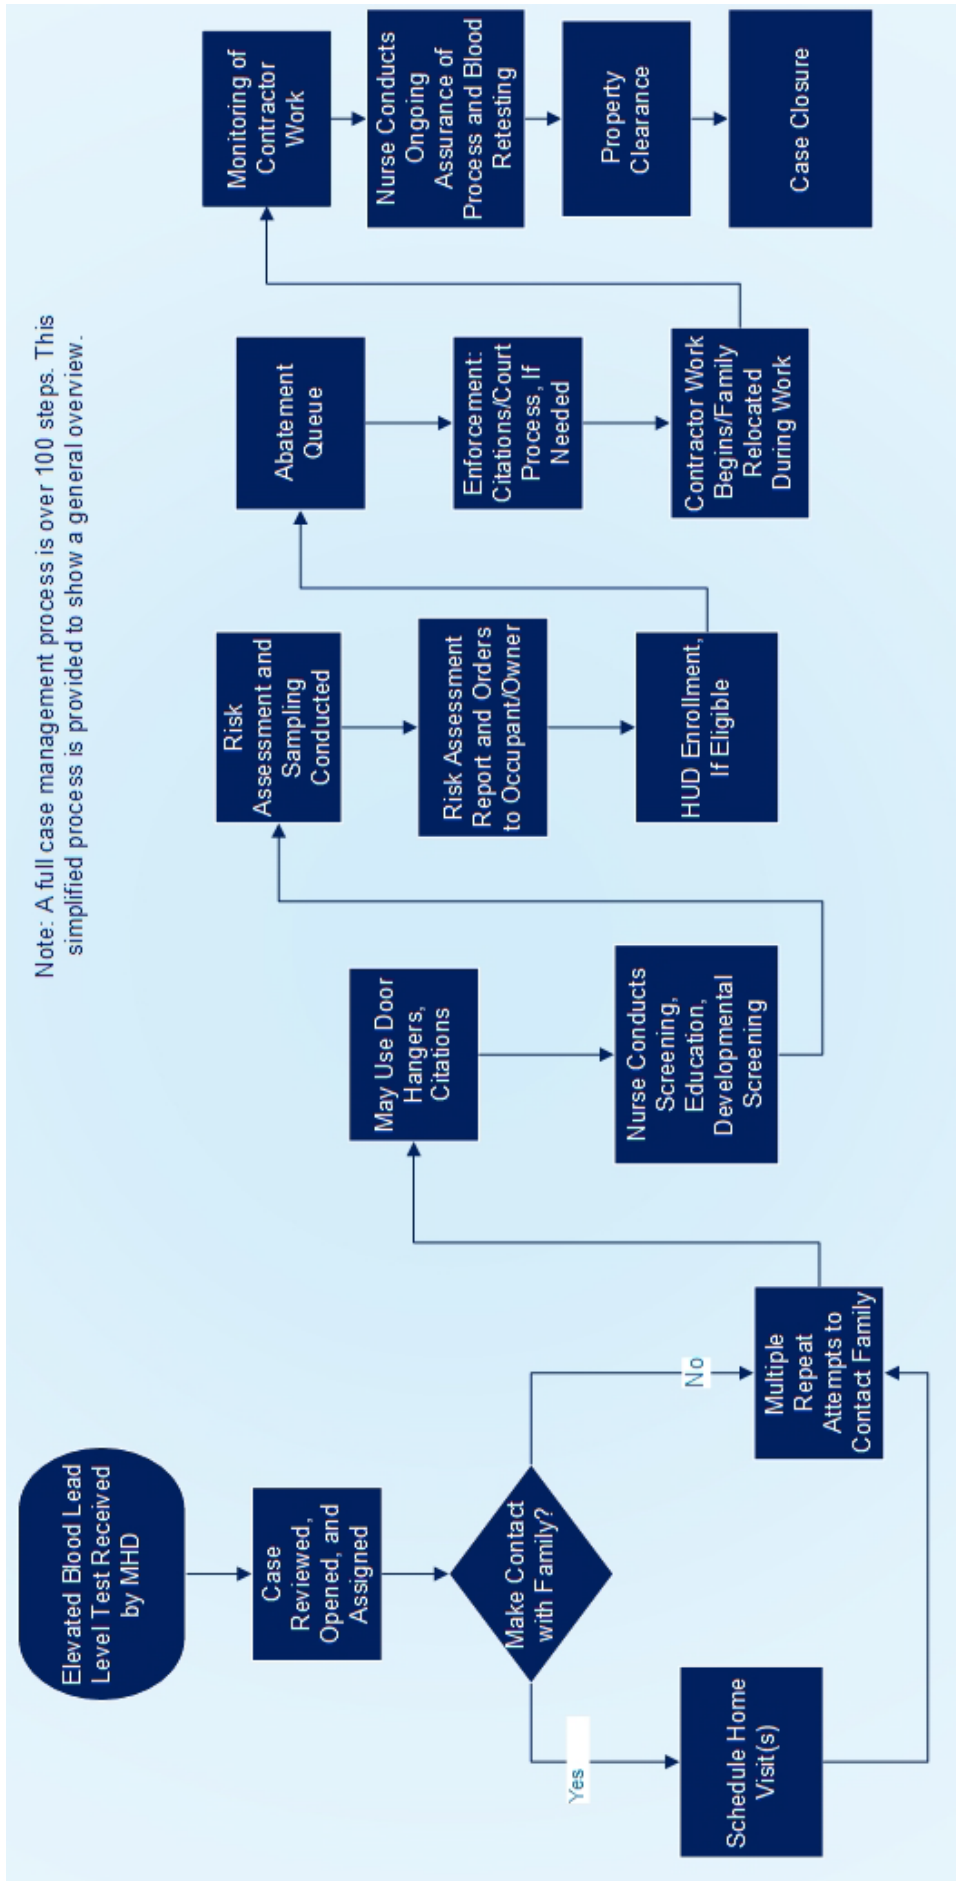 Note: A full case management process is over 100 steps. This
simplified process is provided to show a general overview.
Elevated Blood Lead
Level Test Received
by MHD
Case
Reviewed,
Opened, and
Assigned
Make Contact
with Family?
Yes
No
Schedule Home
Visit(s)
Multiple
Repeat
Attempts to
Contact Family
May Use Door
Hangers,
Citations
Nurse Conducts
Screening,
Education,
Developmental
Screening
Risk
Assessment and
Sampling
Conducted
Risk Assessment
Report and Orders
to Occupant/Owner
HUD Enrollment,
If Eligible
Abatement
Queue
Enforcement:
Citations/Court
Process, If
Needed
Contractor Work
Begins/Family
Relocated
During Work
Monitoring of
Contractor
Work
Nurse Conducts
Ongoing
Assurance of
Process and Blood
Retesting
Property
Clearance
Case Closure